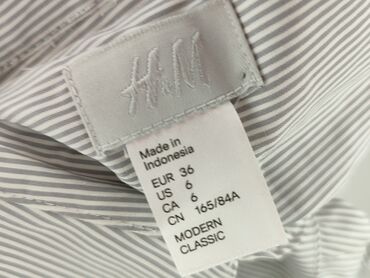 H&M
Made in
Indonesia
EUR 36
US 6
CA 6
CN 165/84A
MODERN
CLASSIC